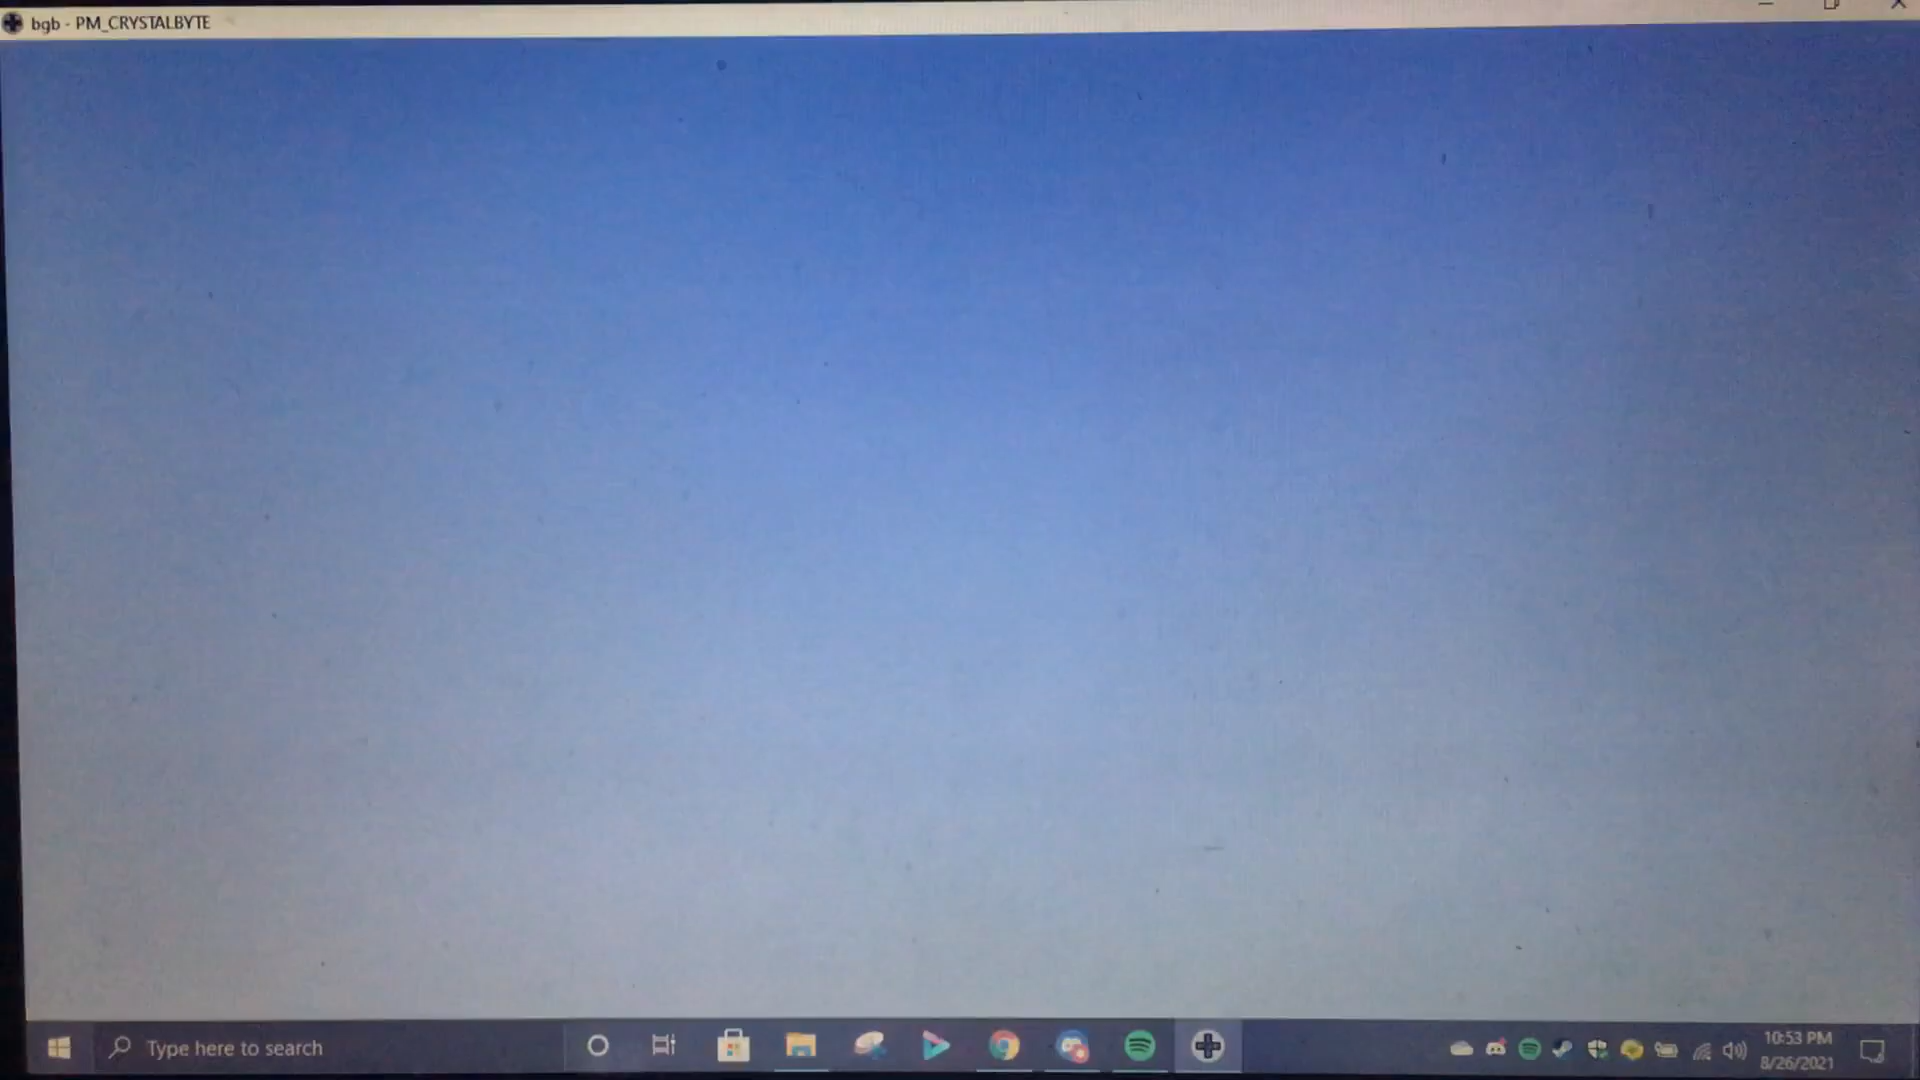 bgb - PM_CRYSTALBYTE
Type here to search
10:53 PM
8/26/2021